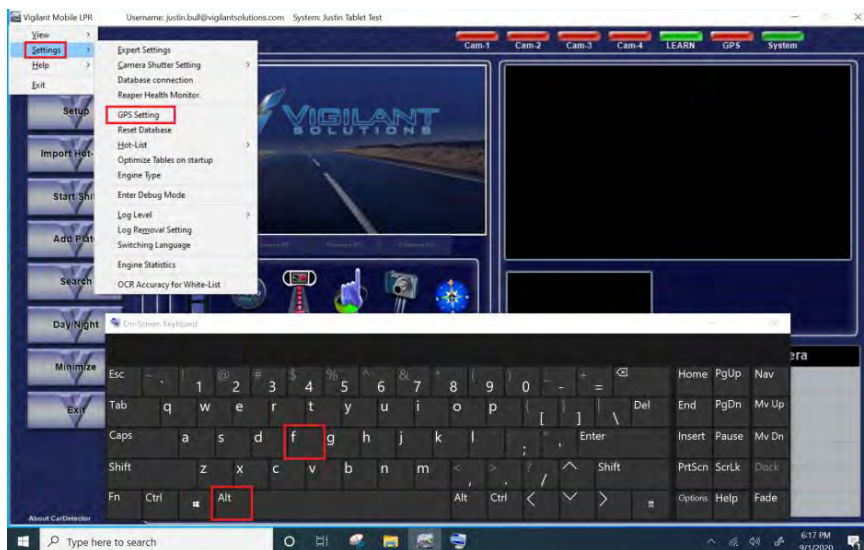 Vigilant Mobile LPR Username: justin.bull@vigilantsolutions.com System: Justin Tablet Test
View
Settings
Help
Exit
Expert Settings
Camera Shutter Setting
Database connection
Reaper Health Monitor
GPS Setting
Reset Database
Hot-List
Optimize Tables on startup
Engine Type
Enter Debug Mode
Log Level
Log Removal Setting
Switching Language
Engine Statistics
OCR Accuracy for White-List
Cam-1 Cam-2 Cam-3 Cam-4 LEARN GPS System
VIGILANT
SOLUTIONS
Setup
Import Hot-
Start Shi
Add Plat
Search
Day/Night
Minimize
Exit
About CarDetector
era
On-Screen Keyboard
Esc ~ ` ! 1 @ 2 # 3 $ 4 % 5 ^ 6 & 7 * 8 ( 9 ) 0 _ - + = Home PgUp Nav
Tab q w e r t y u i o p { [ } ] | \ Del End PgDn Mv Up
Caps a s d f g h j k l : ; " ' Enter Insert Pause Mv Dn
Shift z x c v b n m < , > . ? / Shift PrtScn ScrLk Dock
Fn Ctrl Alt Alt Ctrl Options Help Fade
Type here to search
6:17 PM
9/1/2020